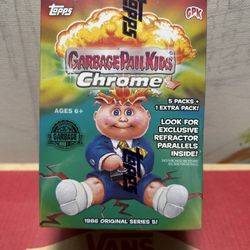 Topps
GPK
GARBAGE PAIL KIDS
Chrome
AGES 6+
5 PACKS +
1 EXTRA PACK!
LOOK FOR
EXCLUSIVE
REFRACTOR
PARALLELS
INSIDE!
GARBAGE
1986 ORIGINAL SERIES 5!